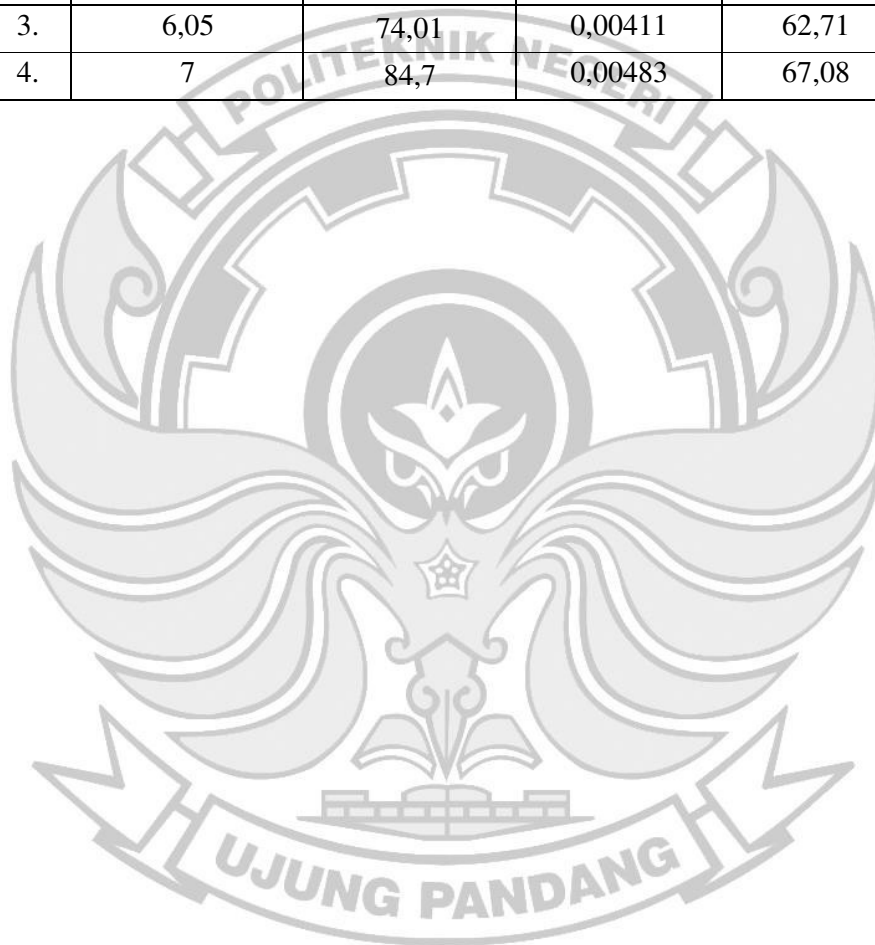 3. 6,05 74,01 0,00411 62,71
4. 7 84,7 0,00483 67,08
POLITEKNIK NEGERI
UJUNG PANDANG